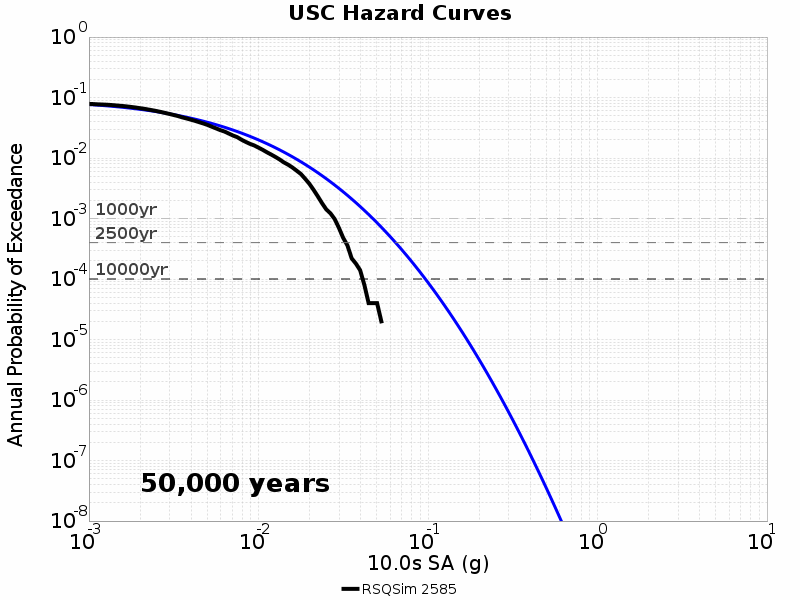 USC Hazard Curves
Annual Probability of Exceedance
10^0
10^-1
10^-2
10^-3
10^-4
10^-5
10^-6
10^-7
10^-8
1000yr
2500yr
10000yr
50,000 years
10^-3 10^-2 10^-1 10^0 10^1
10.0s SA (g)
RSQSim 2585